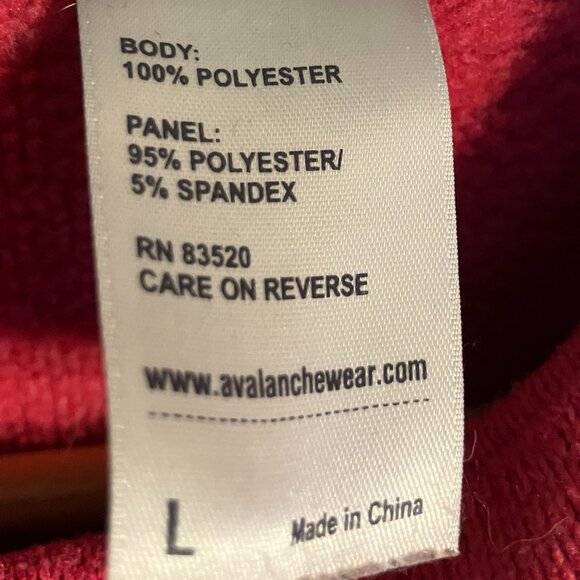 BODY:
100% POLYESTER
PANEL:
95% POLYESTER/
5% SPANDEX
RN 83520
CARE ON REVERSE
www.avalanchewear.com
L
Made in China